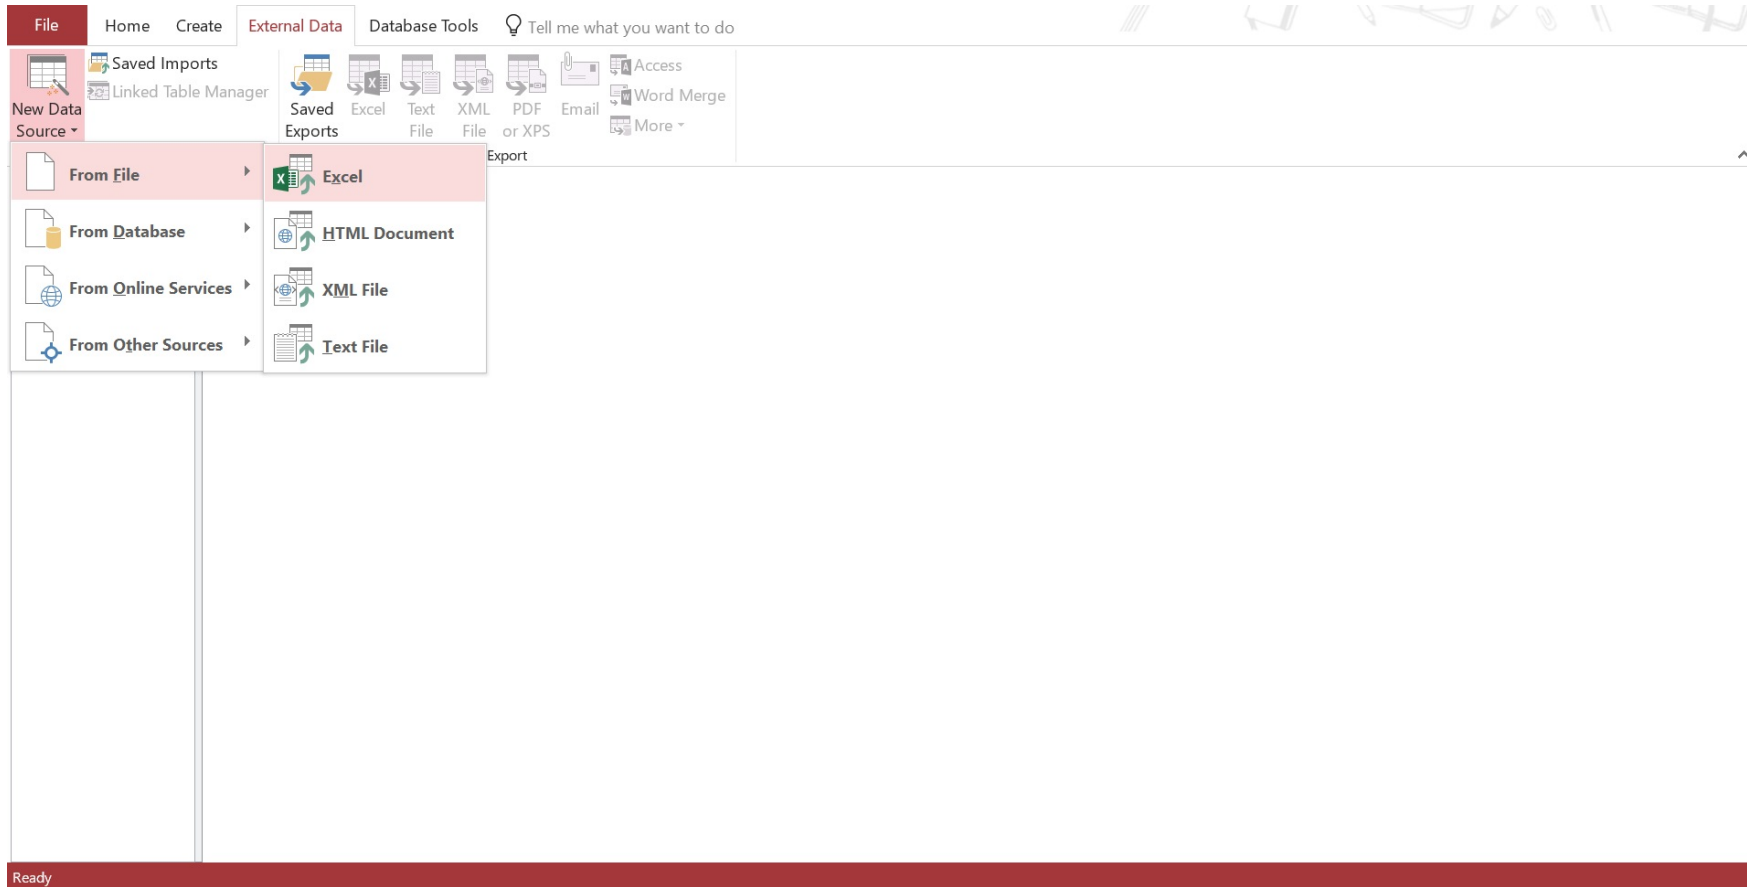 File Home Create External Data Database Tools Tell me what you want to do
New Data
Source
Saved Imports
Linked Table Manager
Saved
Exports
Excel
Text
File
XML
File
PDF
or XPS
Email
Access
Word Merge
More
Export
From File
From Database
From Online Services
From Other Sources
Excel
HTML Document
XML File
Text File
Ready